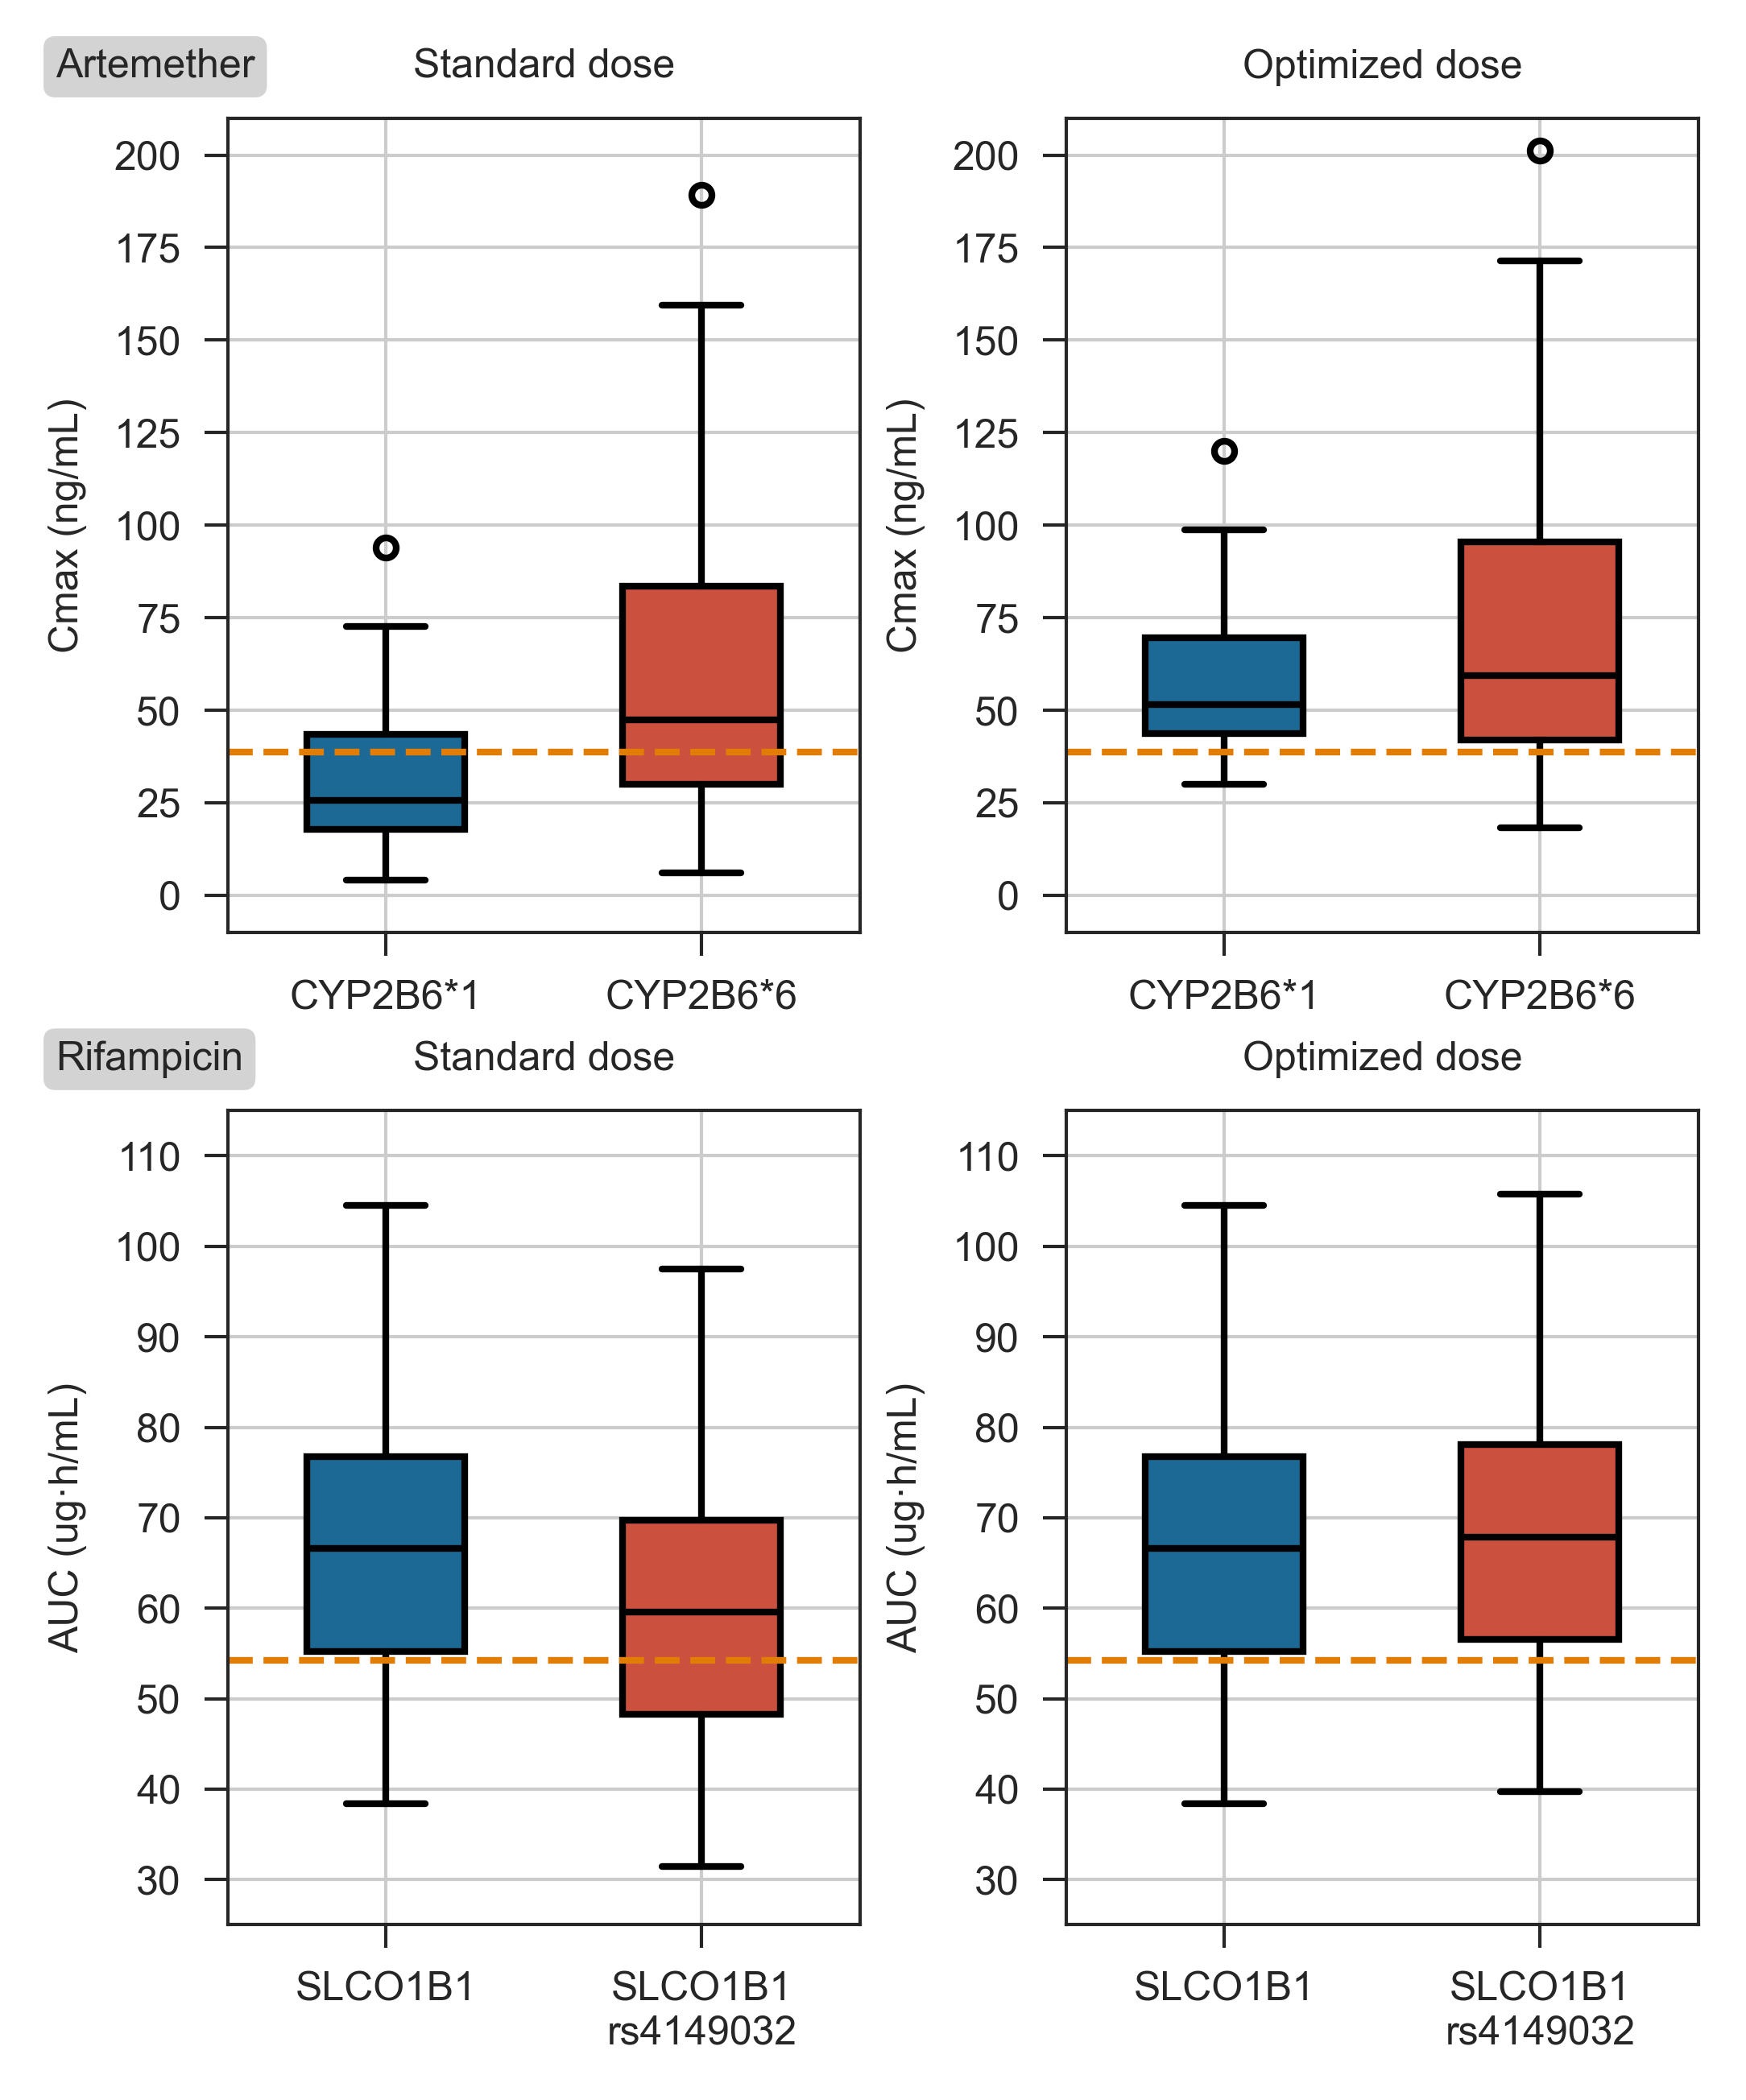 Artemether
Standard dose
Optimized dose
Cmax (ng/mL)
200
175
150
125
100
75
50
25
0
CYP2B6*1
CYP2B6*6
Cmax (ng/mL)
200
175
150
125
100
75
50
25
0
CYP2B6*1
CYP2B6*6
Rifampicin
Standard dose
Optimized dose
AUC (ug·h/mL)
110
100
90
80
70
60
50
40
30
SLCO1B1
SLCO1B1
rs4149032
AUC (ug·h/mL)
110
100
90
80
70
60
50
40
30
SLCO1B1
SLCO1B1
rs4149032